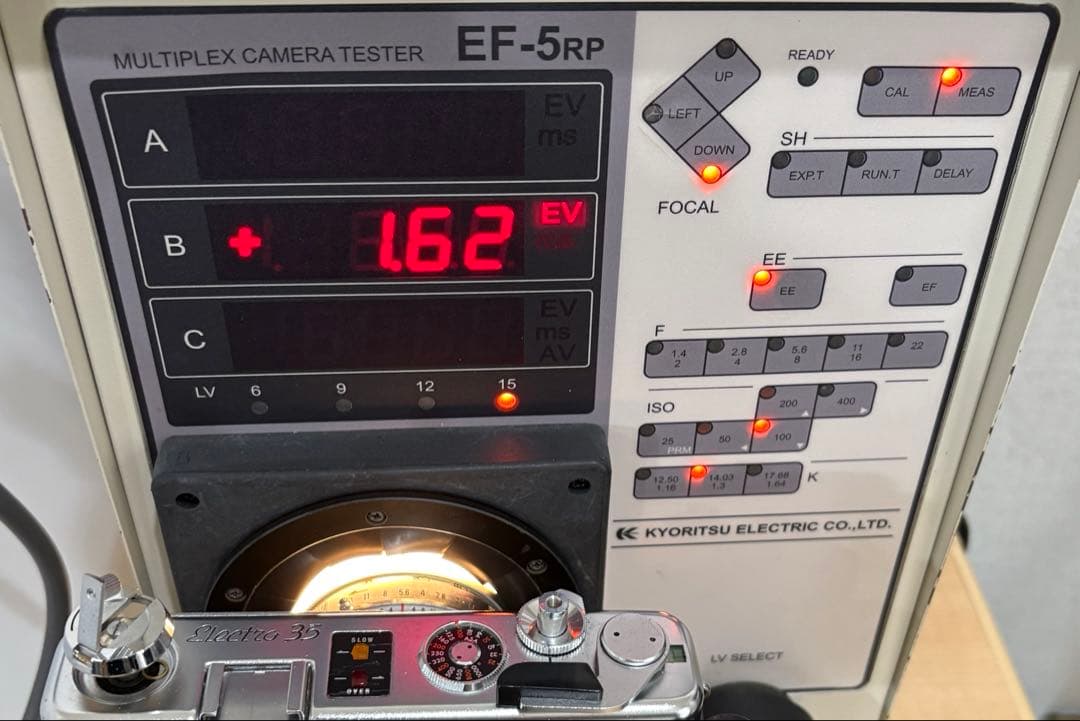 MULTIPLEX CAMERA TESTER EF-5RP
A EV
ms
B + 1.62 EV
C EV
ms
AV
LV 6 9 12 15
UP
LEFT
DOWN
FOCAL
READY
CAL MEAS
SH
EXP.T RUN.T DELAY
EE
EE EF
F
1.4 2.8 5.6 11 22
2 4 8 16
ISO
200 400
25 50 100
PRM
12.50 14.03 17.68 K
1.16 1.3 1.64
KYORITSU ELECTRIC CO.,LTD.
LV SELECT
Electro 35
SLOW
OVER